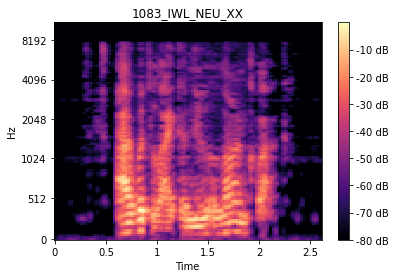 1083_IWL_NEU_XX
8192
4096
2048
1024
512
0
Hz
0
0.5
1
1.5
2
2.5
Time
-10 dB
-20 dB
-30 dB
-40 dB
-50 dB
-60 dB
-70 dB
-80 dB